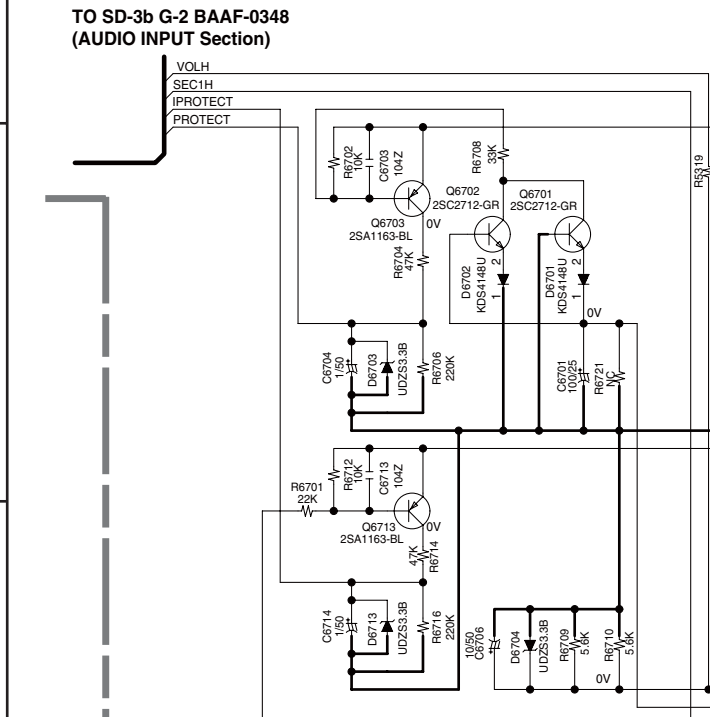 TO SD-3b G-2 BAAF-0348
(AUDIO INPUT Section)
VOLH
SEC1H
IPROTECT
PROTECT
R6702
10K
C6703
104Z
R6708
33K
R5319
Q6702
2SC2712-GR
Q6701
2SC2712-GR
Q6703
2SA1163-BL
0V
R6704
47K
D6702
KDS4148U
2
1
D6701
KDS4148U
2
1
0V
C6704
1/50
D6703
UDZS3.3B
R6706
220K
C6701
100/25
R6721
NC
R6701
22K
R6712
10K
C6713
104Z
Q6713
2SA1163-BL
0V
47K
R6714
C6714
1/50
D6713
UDZS3.3B
R6716
220K
10/50
C6706
D6704
UDZS3.3B
R6709
5.6K
R6710
5.6K
0V